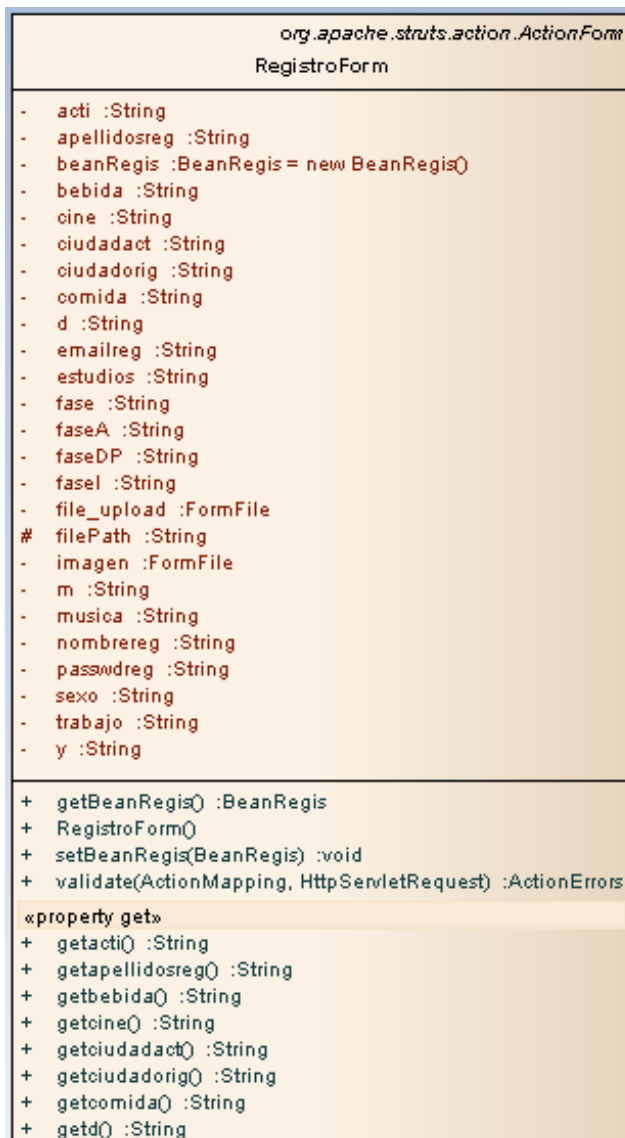 org.apache.struts.action.ActionForm
RegistroForm
- acti :String
- apellidosreg :String
- beanRegis :BeanRegis = new BeanRegis()
- bebida :String
- cine :String
- ciudadact :String
- ciudadorig :String
- comida :String
- d :String
- emailreg :String
- estudios :String
- fase :String
- faseA :String
- faseDP :String
- faseI :String
- file_upload :FormFile
# filePath :String
- imagen :FormFile
- m :String
- musica :String
- nombrereg :String
- passwdreg :String
- sexo :String
- trabajo :String
- y :String
+ getBeanRegis() :BeanRegis
+ RegistroForm()
+ setBeanRegis(BeanRegis) :void
+ validate(ActionMapping, HttpServletRequest) :ActionErrors
«property get»
+ getacti() :String
+ getapellidosreg() :String
+ getbebida() :String
+ getcine() :String
+ getciudadact() :String
+ getciudadorig() :String
+ getcomida() :String
+ getd() :String